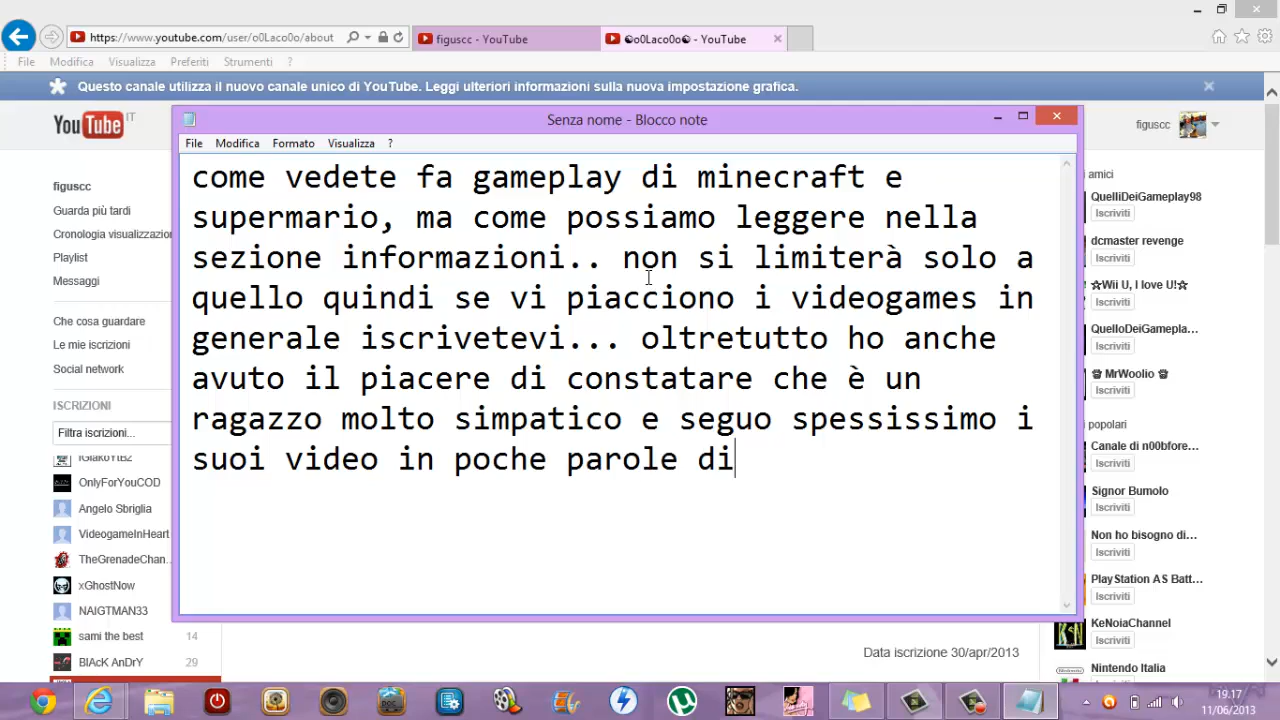 https://www.youtube.com/user/o0Laco0o/about
figuscc - YouTube
☯o0Laco0o☯ - YouTube
File Modifica Visualizza Preferiti Strumenti ?
Questo canale utilizza il nuovo canale unico di YouTube. Leggi ulteriori informazioni sulla nuova impostazione grafica.
YouTube IT
figuscc
Senza nome - Blocco note
File Modifica Formato Visualizza ?
come vedete fa gameplay di minecraft e
supermario, ma come possiamo leggere nella
sezione informazioni.. non si limiterà solo a
quello quindi se vi piacciono i videogames in
generale iscrivetevi... oltretutto ho anche
avuto il piacere di constatare che è un
ragazzo molto simpatico e seguo spessissimo i
suoi video in poche parole di
figuscc
Guarda più tardi
Cronologia visualizzazion
Playlist
Messaggi
Che cosa guardare
Le mie iscrizioni
Social network
ISCRIZIONI
Filtra iscrizioni...
OnlyForYouCOD
Angelo Sbriglia
VideogameInHeart
TheGrenadeChan...
xGhostNow
NAIGTMAN33
sami the best 14
BlAcK AnDrY 29
amici
QuelliDeiGameplay98
Iscriviti
dcmaster revenge
Iscriviti
☆Wii U, I love U!☆
Iscriviti
QuelloDeiGamepla...
Iscriviti
♛ MrWoolio ♛
Iscriviti
i popolari
Canale di n00bfore...
Iscriviti
Signor Bumolo
Iscriviti
Non ho bisogno di...
Iscriviti
PlayStation AS Batt...
Iscriviti
KeNoiaChannel
Iscriviti
Nintendo Italia
Data iscrizione 30/apr/2013
19.17
11/06/2013